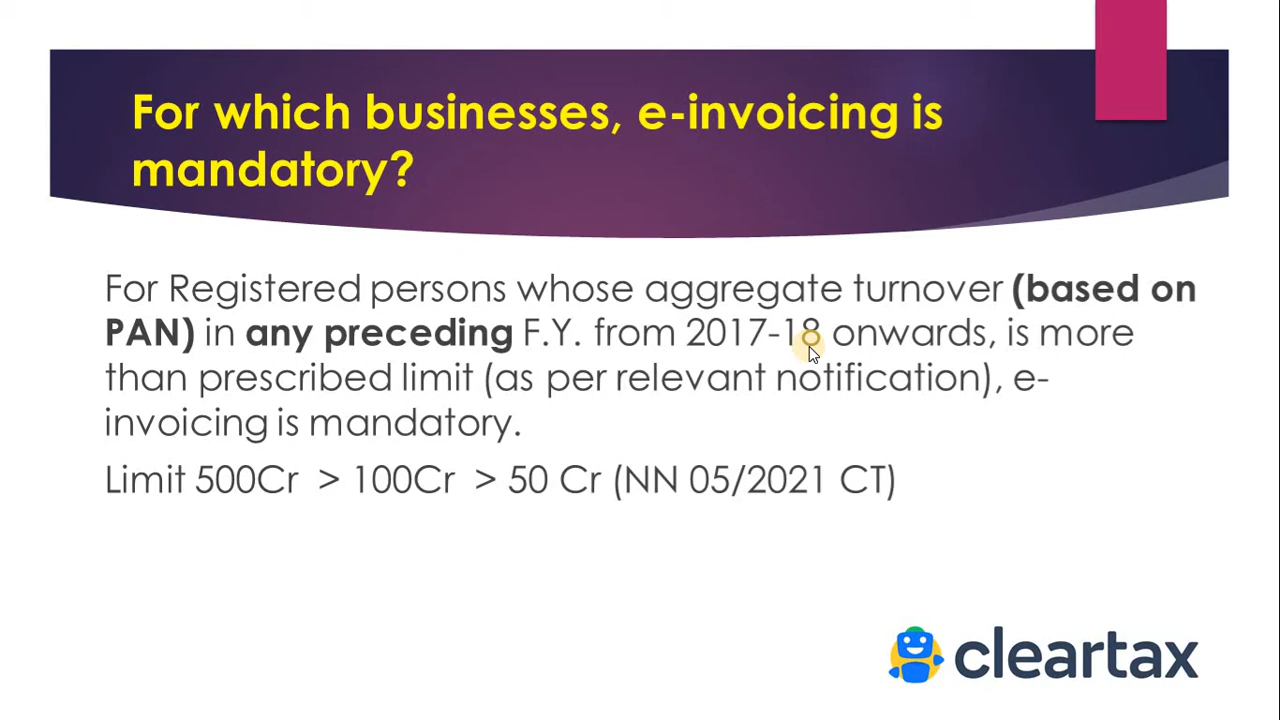 For which businesses, e-invoicing is
mandatory?
For Registered persons whose aggregate turnover (based on
PAN) in any preceding F.Y. from 2017-18 onwards, is more
than prescribed limit (as per relevant notification), e-
invoicing is mandatory.
Limit 500Cr > 100Cr > 50 Cr (NN 05/2021 CT)
cleartax